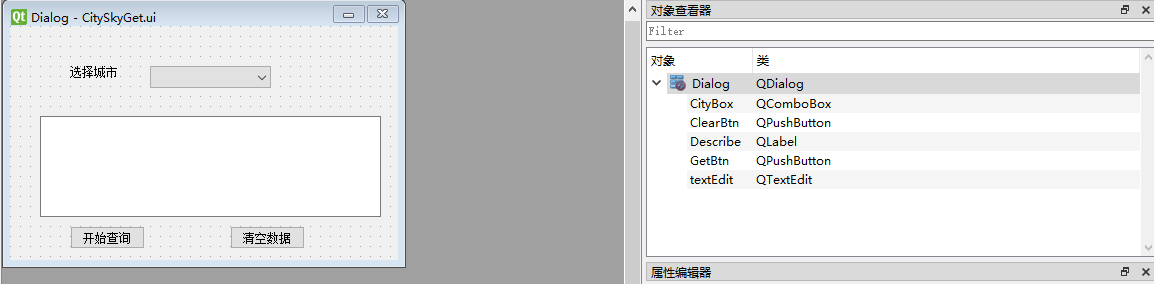 Qt Dialog - CitySkyGet.ui
选择城市
开始查询
清空数据
对象查看器
Filter
对象 类
Dialog QDialog
CityBox QComboBox
ClearBtn QPushButton
Describe QLabel
GetBtn QPushButton
textEdit QTextEdit
属性编辑器